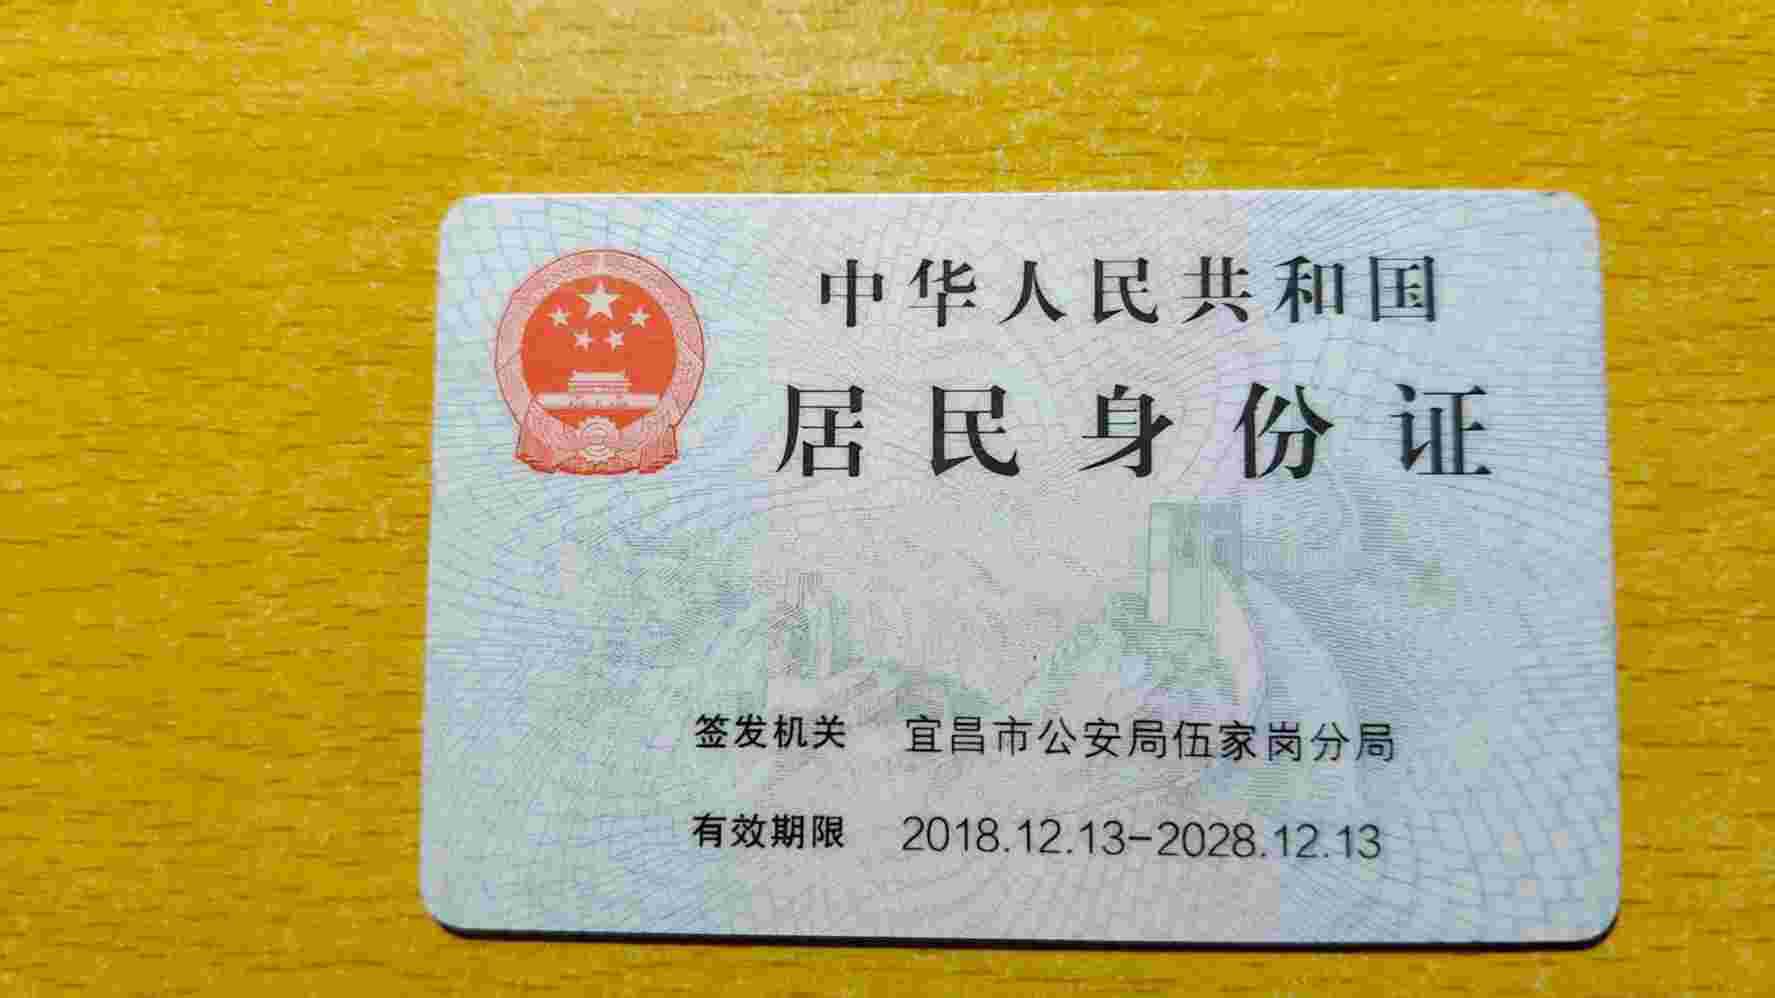 中华人民共和国
居民身份证
签发机关 宜昌市公安局伍家岗分局
有效期限 2018.12.13-2028.12.13